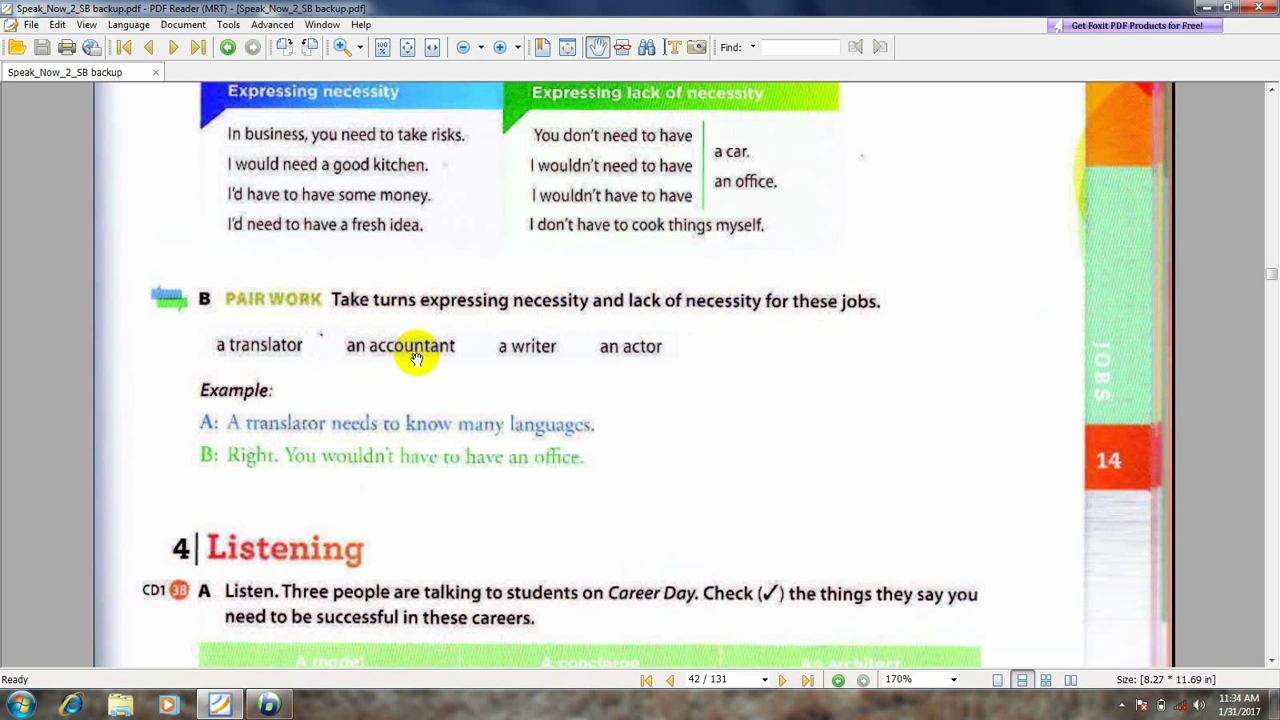 Speak_Now_2_SB backup.pdf - PDF Reader (MRT) - [Speak_Now_2_SB backup.pdf]
File Edit View Language Document Tools Advanced Window Help
Get Foxit PDF Products for Free!
Find:
Speak_Now_2_SB backup
Expressing necessity
In business, you need to take risks.
I would need a good kitchen.
I'd have to have some money.
I'd need to have a fresh idea.
Expressing lack of necessity
You don't need to have
I wouldn't need to have
I wouldn't have to have
a car.
an office.
I don't have to cook things myself.
B PAIR WORK Take turns expressing necessity and lack of necessity for these jobs.
a translator an accountant a writer an actor
Example:
A: A translator needs to know many languages.
B: Right. You wouldn't have to have an office.
JOBS
14
4 Listening
CD1 38 A Listen. Three people are talking to students on Career Day. Check (✓) the things they say you
need to be successful in these careers.
A model A concierge An architect
Ready 42 / 131 170% Size: [8.27 * 11.69 in]
11:34 AM
1/31/2017